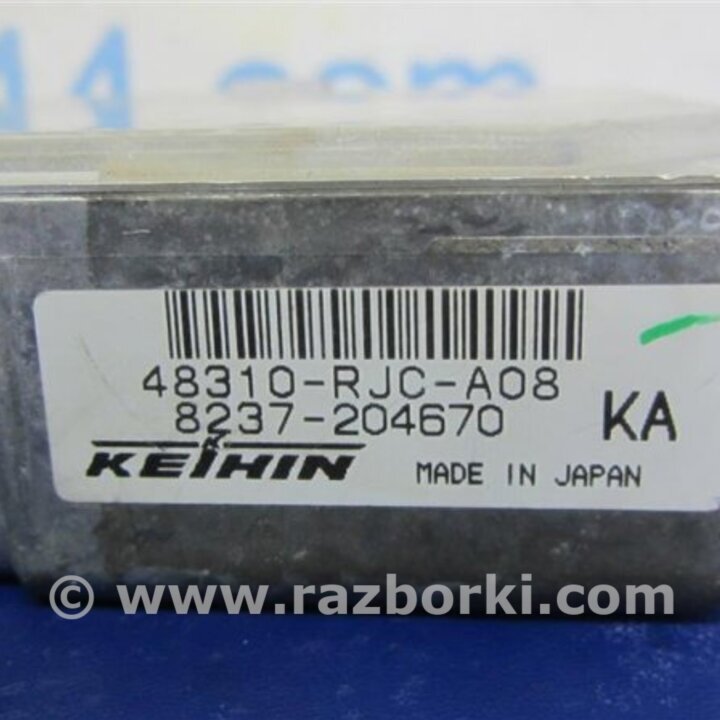 48310-RJC-A08
8237-204670
KA
KEIHIN
MADE IN JAPAN
© www.razborki.com